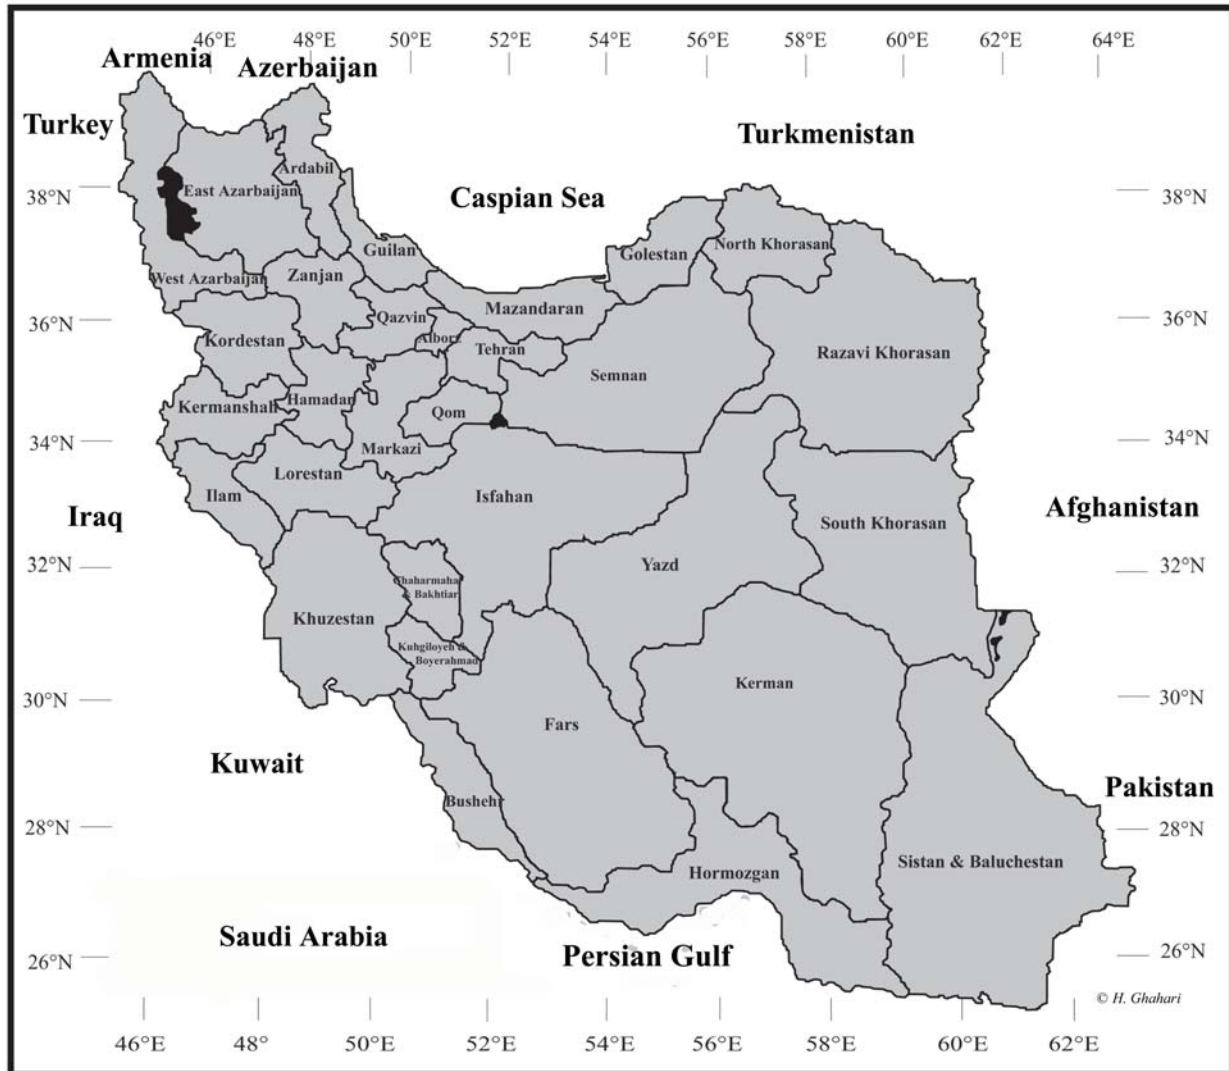 46°E 48°E 50°E 52°E 54°E 56°E 58°E 60°E 62°E 64°E
Armenia
Azerbaijan
Turkey
Turkmenistan
Ardabil
38°N
East Azarbaijan
Caspian Sea
38°N
Guilan
Golestan
North Khorasan
West Azarbaijan
Zanjan
Mazandaran
36°N
Qazvin
36°N
Kordestan
Alborz
Tehran
Razavi Khorasan
Semnan
Kermanshah
Hamadan
Qom
34°N
Markazi
34°N
Lorestan
Ilam
Isfahan
Iraq
South Khorasan
Afghanistan
32°N
Yazd
32°N
Chaharmahal
& Bakhtiar
Khuzestan
Kuhgiloyeh &
Boyerahmad
30°N
Kerman
30°N
Fars
Kuwait
Bushehr
Pakistan
28°N
28°N
Sistan & Baluchestan
Hormozgan
Saudi Arabia
Persian Gulf
26°N
26°N
© H. Ghahari
46°E 48° 50°E 52°E 54°E 56°E 58°E 60°E 62°E